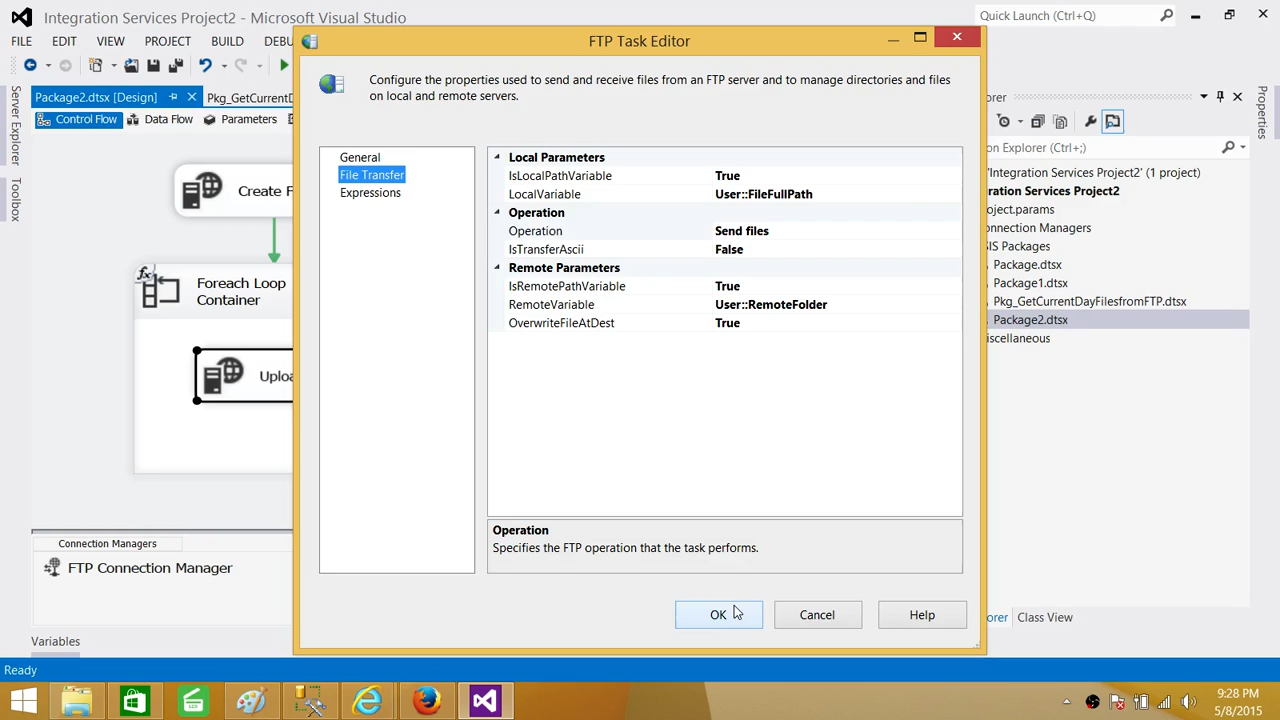 Integration Services Project2 - Microsoft Visual Studio
Quick Launch (Ctrl+Q)
FILE EDIT VIEW PROJECT BUILD DEBU
FTP Task Editor
Configure the properties used to send and receive files from an FTP server and to manage directories and files
on local and remote servers.
Package2.dtsx [Design]
Pkg_GetCurrentD
Control Flow
Data Flow
Parameters
Server Explorer
Toolbox
Create F
Foreach Loop
Container
fx
Uploa
Connection Managers
FTP Connection Manager
Variables
General
File Transfer
Expressions
Local Parameters
IsLocalPathVariable True
LocalVariable User::FileFullPath
Operation
Operation Send files
IsTransferAscii False
Remote Parameters
IsRemotePathVariable True
RemoteVariable User::RemoteFolder
OverwriteFileAtDest True
Operation
Specifies the FTP operation that the task performs.
OK
Cancel
Help
orer
Explorer (Ctrl+;)
'Integration Services Project2' (1 project)
gration Services Project2
oject.params
onnection Managers
SIS Packages
Package.dtsx
Package1.dtsx
Pkg_GetCurrentDayFilesfromFTP.dtsx
Package2.dtsx
iscellaneous
orer
Class View
Properties
Ready
9:28 PM
5/8/2015